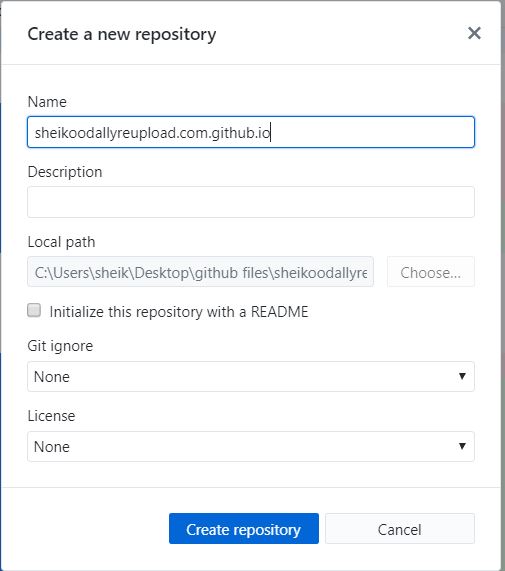 Create a new repository
Name
sheikoodallyreupload.com.github.io
Description
Local path
C:\Users\sheik\Desktop\github files\sheikoodallyre
Choose...
Initialize this repository with a README
Git ignore
None
License
None
Create repository
Cancel